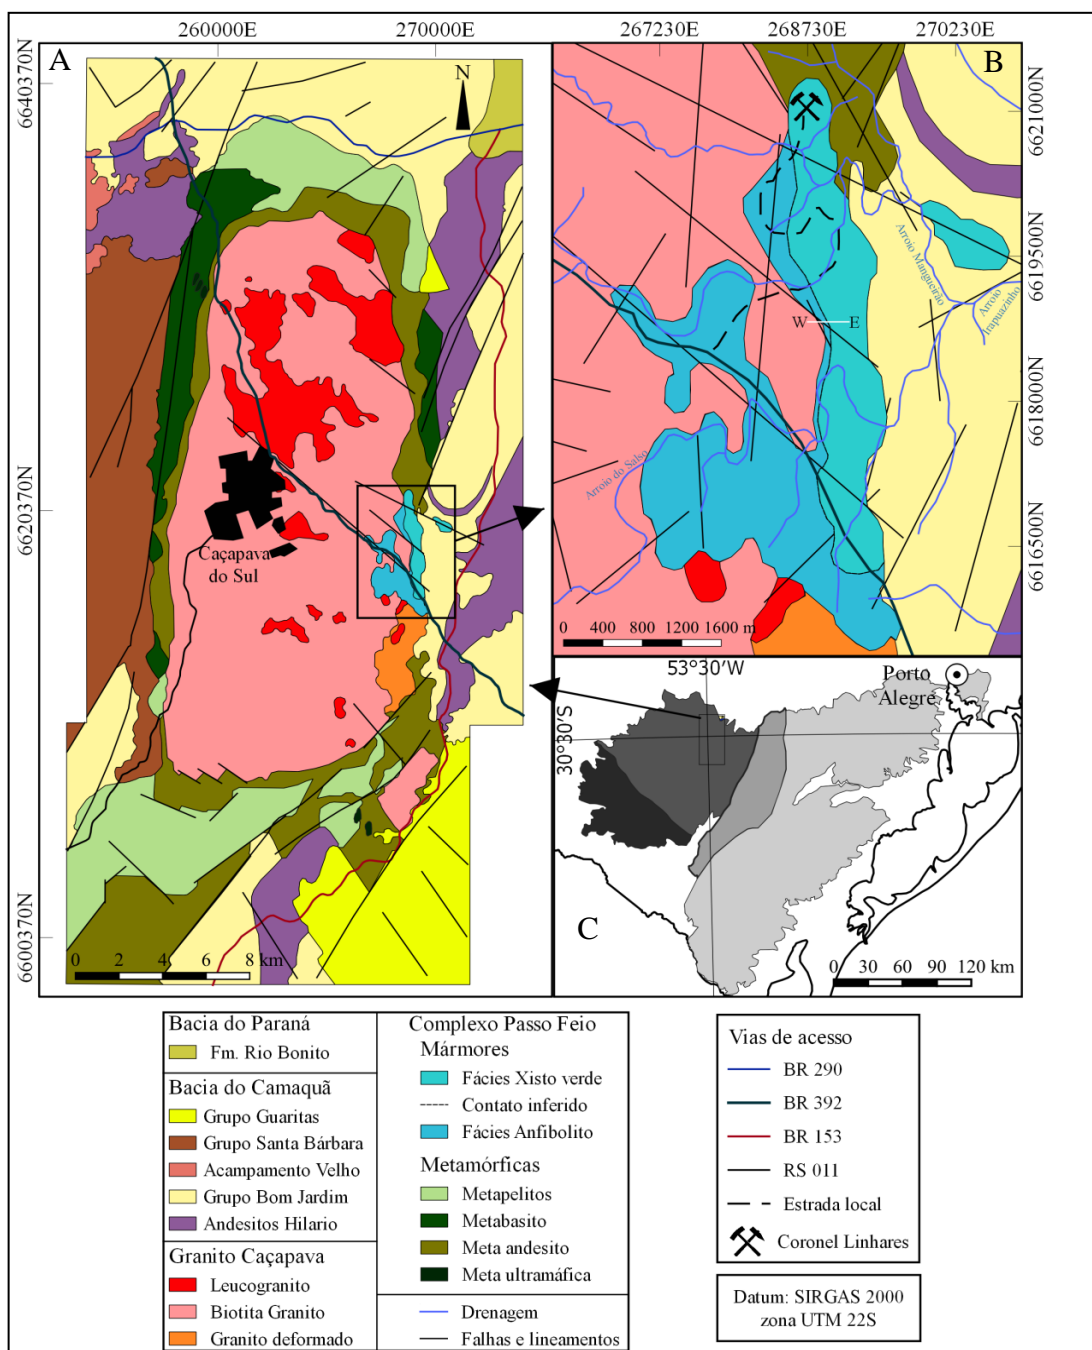 260000E 270000E
267230E 268730E 270230E
A
N
6640370N
6620370N
6600370N
Caçapava
do Sul
0 2 4 6 8 km
B
6621000N
6619500N
6618000N
6616500N
Arroio Mangueirão
Arroio
Irapuazinho
Arroio do Salso
W E
0 400 800 1200 1600 m
53°30'W
30°30'S
Porto
Alegre
C
0 30 60 90 120 km
Bacia do Paraná
Fm. Rio Bonito
Bacia do Camaquã
Grupo Guaritas
Grupo Santa Bárbara
Acampamento Velho
Grupo Bom Jardim
Andesitos Hilario
Granito Caçapava
Leucogranito
Biotita Granito
Granito deformado
Complexo Passo Feio
Mármores
Fácies Xisto verde
Contato inferido
Fácies Anfibolito
Metamórficas
Metapelitos
Metabasito
Meta andesito
Meta ultramáfica
Drenagem
Falhas e lineamentos
Vias de acesso
BR 290
BR 392
BR 153
RS 011
Estrada local
Coronel Linhares
Datum: SIRGAS 2000
zona UTM 22S